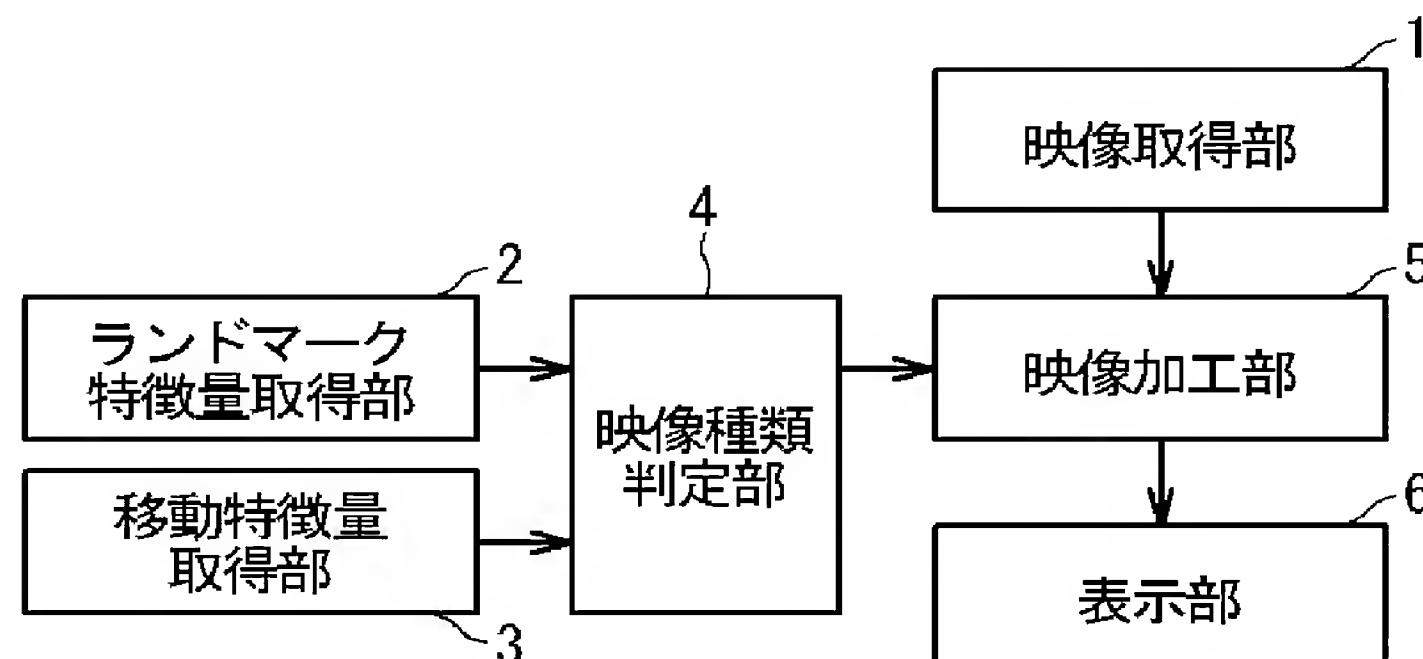 1
映像取得部
4
2
5
ランドマーク
特徴量取得部
映像加工部
映像種類
判定部
移動特徴量
取得部
6
表示部
3